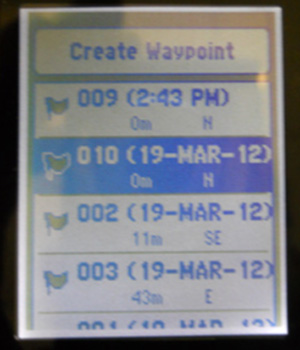 Create Waypoint
009 (2:43 PM)
0m N
010 (19-MAR-12)
0m N
002 (19-MAR-12)
11m SE
003 (19-MAR-12)
43m E